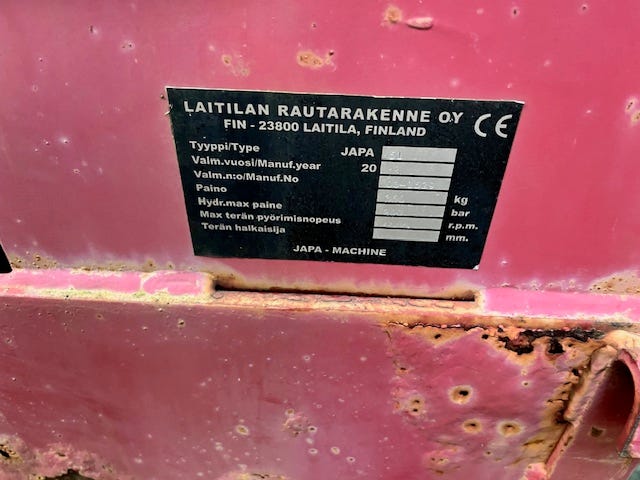 LAITILAN RAUTARAKENNE OY CE
FIN - 23800 LAITILA, FINLAND
Tyyppi/Type JAPA
Valm.vuosi/Manuf.year 20
Valm.n:o/Manuf.No
Paino kg
Hydr.max paine bar
Max terän pyörimisnopeus r.p.m.
Terän halkaisija mm.
JAPA - MACHINE